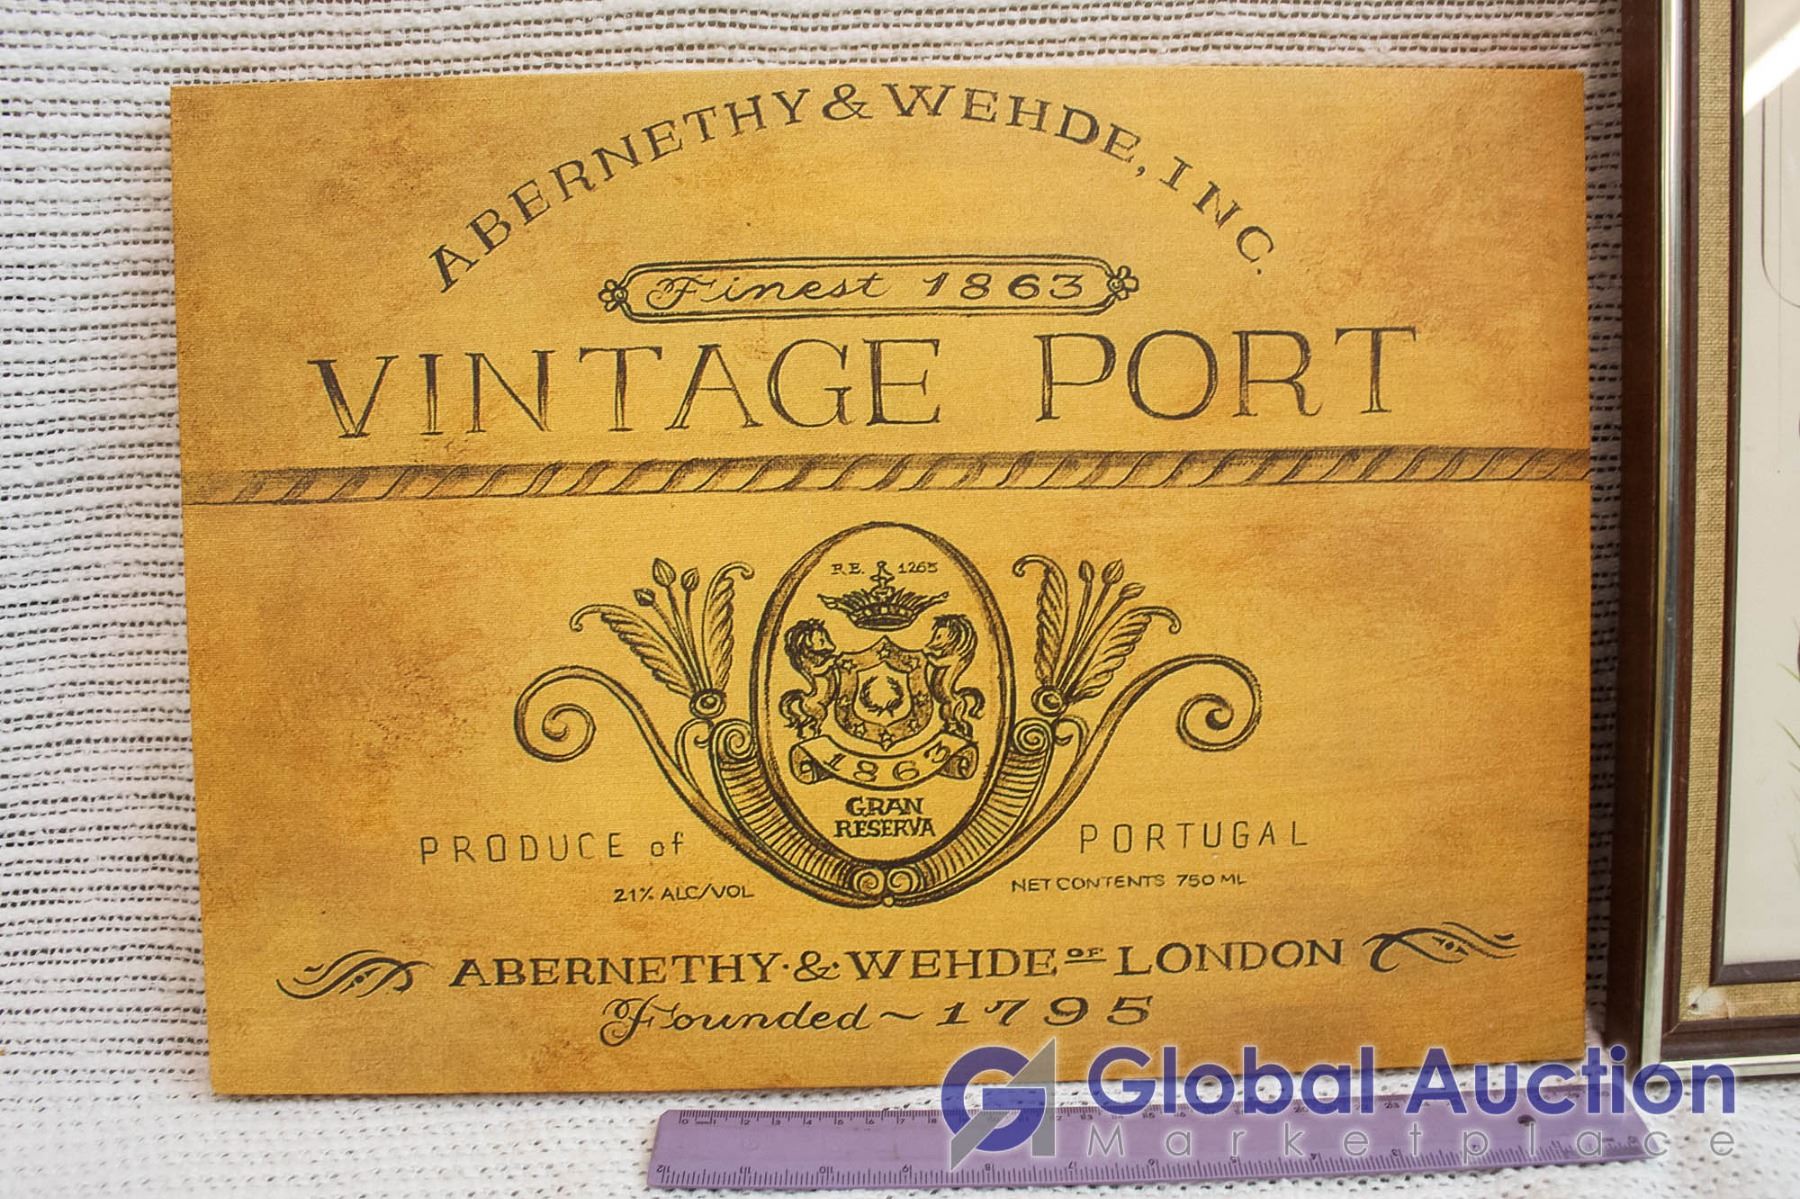 ABERNETHY & WEHDE, INC.
Finest 1863
VINTAGE PORT
R.E. 1265
1863
GRAN
RESERVA
PRODUCE of PORTUGAL
21% ALC/VOL NET CONTENTS 750 ML
ABERNETHY·&·WEHDE OF LONDON
Founded ~ 1795
Global Auction
Marketplace